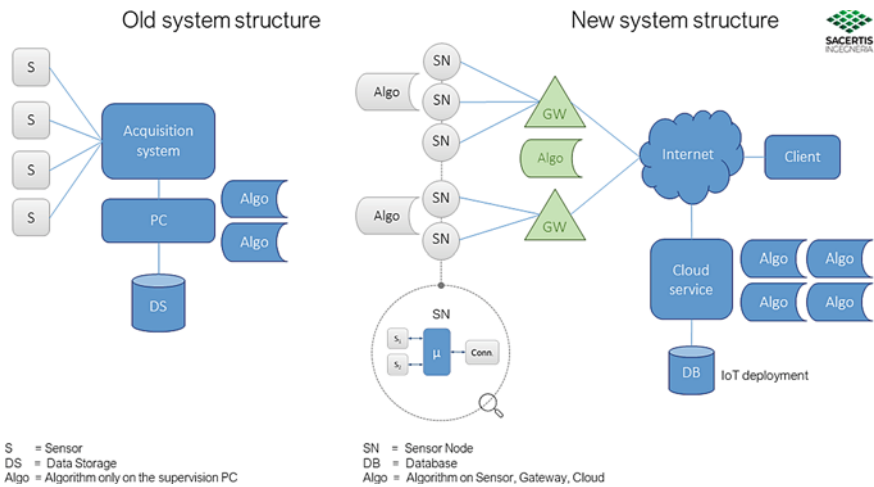 Old system structure
New system structure
SACERTIS
INGEGNERIA
S
S
S
S
Acquisition
system
PC
Algo
Algo
DS
SN
SN
SN
Algo
SN
SN
Algo
GW
Algo
GW
Internet
Client
Cloud
service
Algo
Algo
Algo
Algo
DB
IoT deployment
SN
S1
S2
μ
Conn.
S = Sensor
DS = Data Storage
Algo = Algorithm only on the supervision PC
SN = Sensor Node
DB = Database
Algo = Algorithm on Sensor, Gateway, Cloud